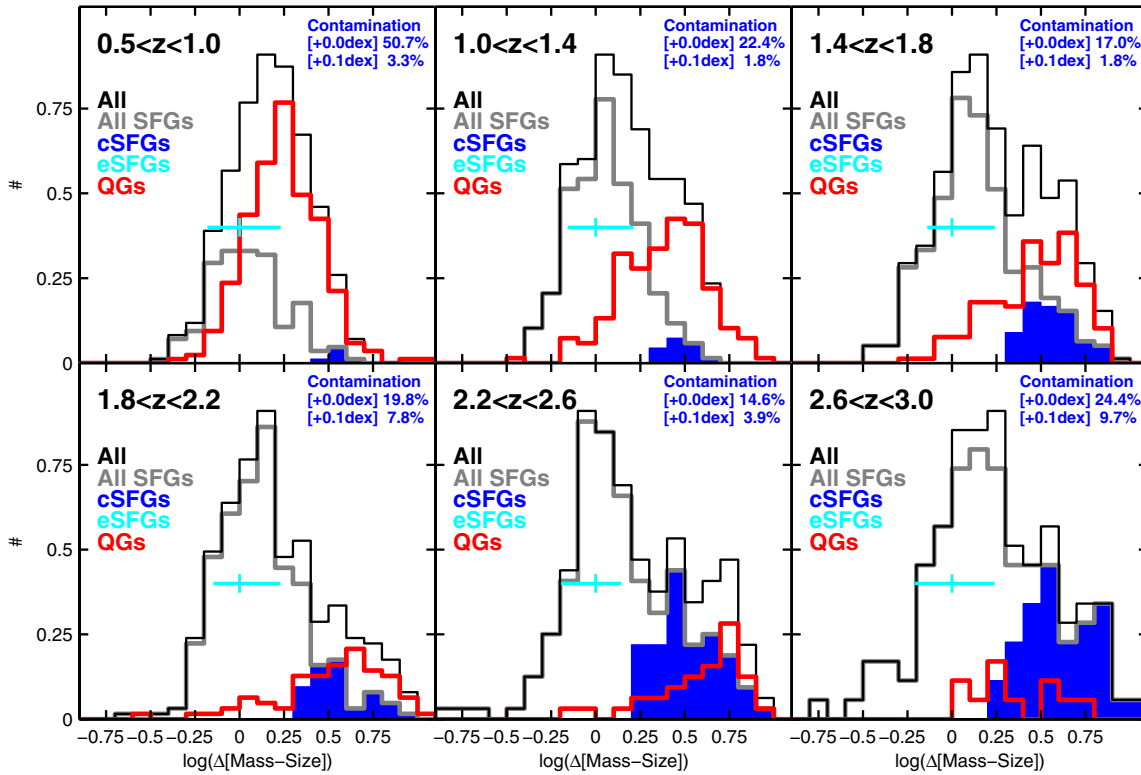 0.5<z<1.0
Contamination
[+0.0dex] 50.7%
[+0.1dex] 3.3%
All
All SFGs
cSFGs
eSFGs
QGs
1.0<z<1.4
Contamination
[+0.0dex] 22.4%
[+0.1dex] 1.8%
All
All SFGs
cSFGs
eSFGs
QGs
1.4<z<1.8
Contamination
[+0.0dex] 17.0%
[+0.1dex] 1.8%
All
All SFGs
cSFGs
eSFGs
QGs
0.75
0.5
0.25
0
#
1.8<z<2.2
Contamination
[+0.0dex] 19.8%
[+0.1dex] 7.8%
All
All SFGs
cSFGs
eSFGs
QGs
2.2<z<2.6
Contamination
[+0.0dex] 14.6%
[+0.1dex] 3.9%
All
All SFGs
cSFGs
eSFGs
QGs
2.6<z<3.0
Contamination
[+0.0dex] 24.4%
[+0.1dex] 9.7%
All
All SFGs
cSFGs
eSFGs
QGs
0.75
0.5
0.25
0
#
−0.75 −0.5 −0.25 0 0.25 0.5 0.75
−0.75 −0.5 −0.25 0 0.25 0.5 0.75
−0.75 −0.5 −0.25 0 0.25 0.5 0.75
log(Δ[Mass−Size])
log(Δ[Mass−Size])
log(Δ[Mass−Size])